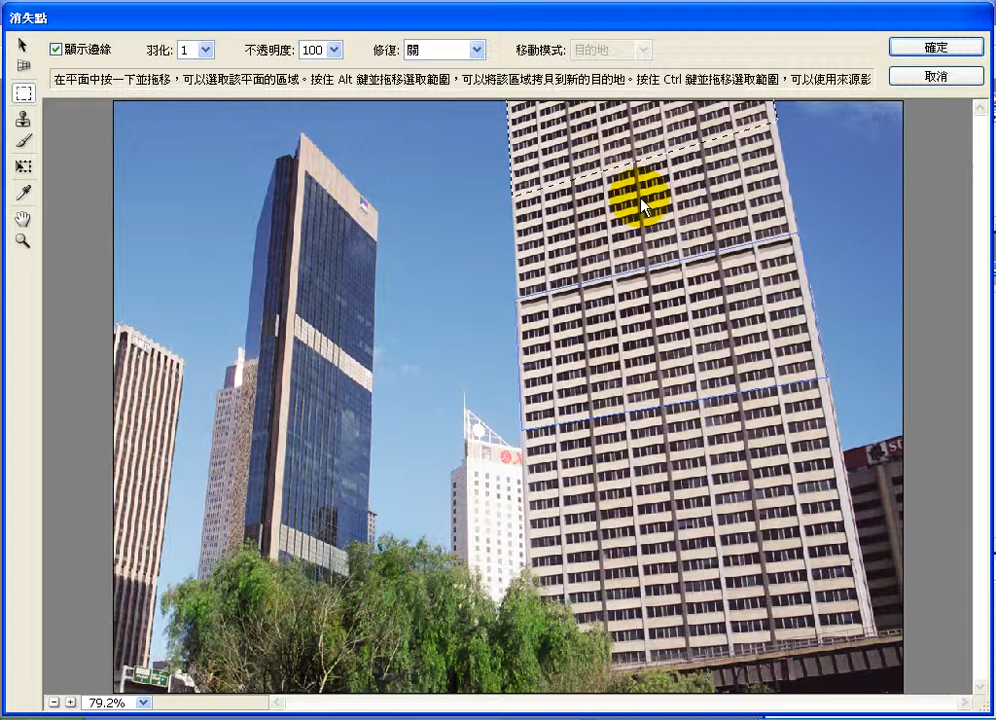 消失點
顯示邊緣 羽化: 1 不透明度: 100 修復: 關 移動模式: 目的地 確定
在平面中按一下並拖移，可以選取該平面的區域。按住 Alt 鍵並拖移選取範圍，可以將該區域拷貝到新的目的地。按住 Ctrl 鍵並拖移選取範圍，可以使用來源影 取消
79.2%